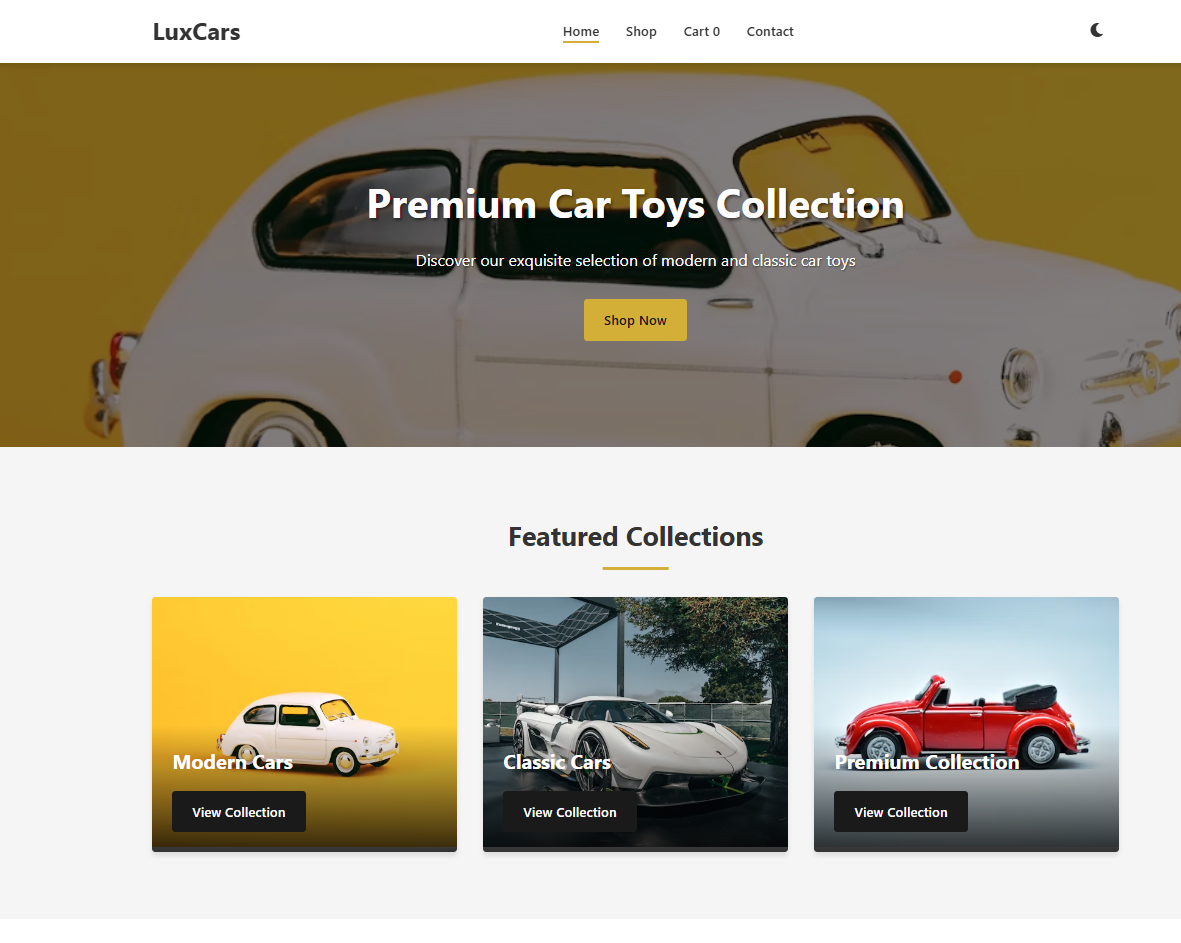 LuxCars
Home Shop Cart 0 Contact
Premium Car Toys Collection
Discover our exquisite selection of modern and classic car toys
Shop Now
Featured Collections
Modern Cars
View Collection
Classic Cars
View Collection
Premium Collection
View Collection